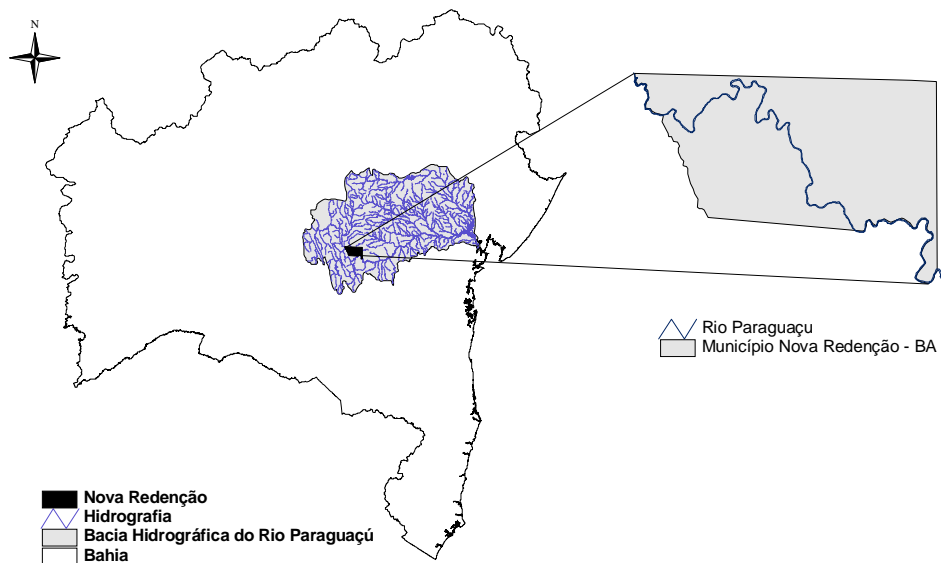 N
Rio Paraguaçu
Município Nova Redenção - BA
Nova Redenção
Hidrografia
Bacia Hidrográfica do Rio Paraguaçú
Bahia